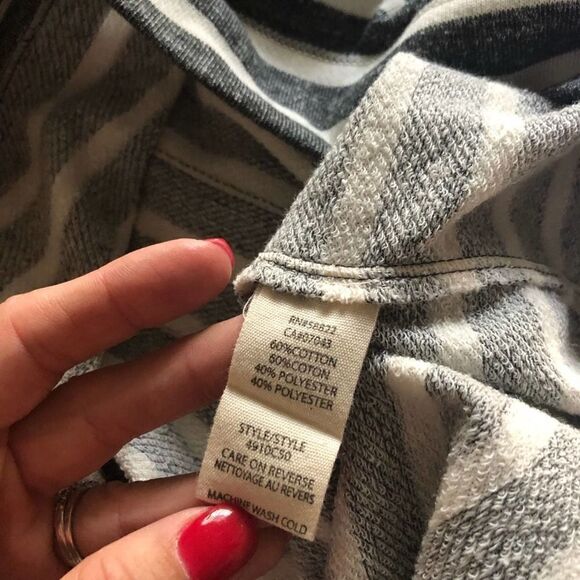 RN#58822
CA#07043
60%COTTON
60%COTON
40% POLYESTER
40% POLYESTER
STYLE/STYLE
4910C50
CARE ON REVERSE
NETTOYAGE AU REVERS
MACHINE WASH COLD